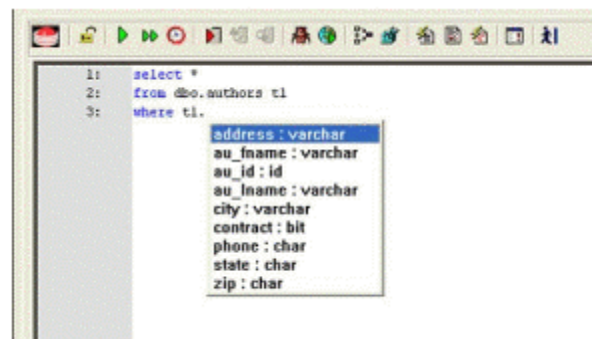 1: select *
2: from dbo.authors t1
3: where t1.
address : varchar
au_fname : varchar
au_id : id
au_lname : varchar
city : varchar
contract : bit
phone : char
state : char
zip : char